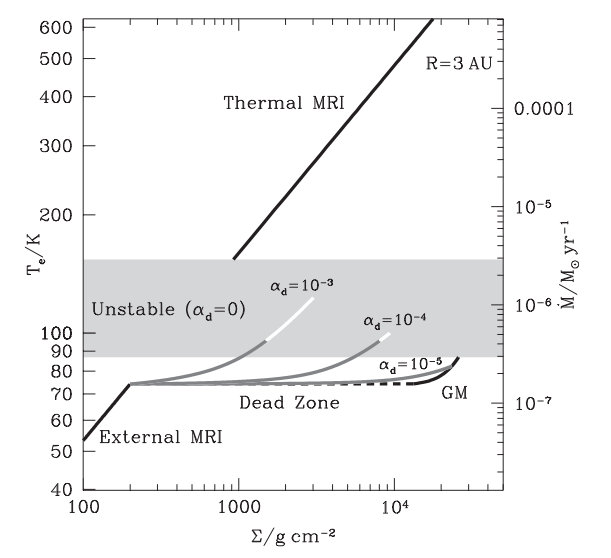 600
500
400
300
200
100
90
80
70
60
50
40
T_e/K
100
1000
10⁴
Σ/g cm⁻²
0.0001
10⁻⁵
10⁻⁶
10⁻⁷
Ṁ/M_⊙ yr⁻¹
R=3 AU
Thermal MRI
α_d=10⁻³
Unstable (α_d=0)
α_d=10⁻⁴
α_d=10⁻⁵
GM
Dead Zone
External MRI